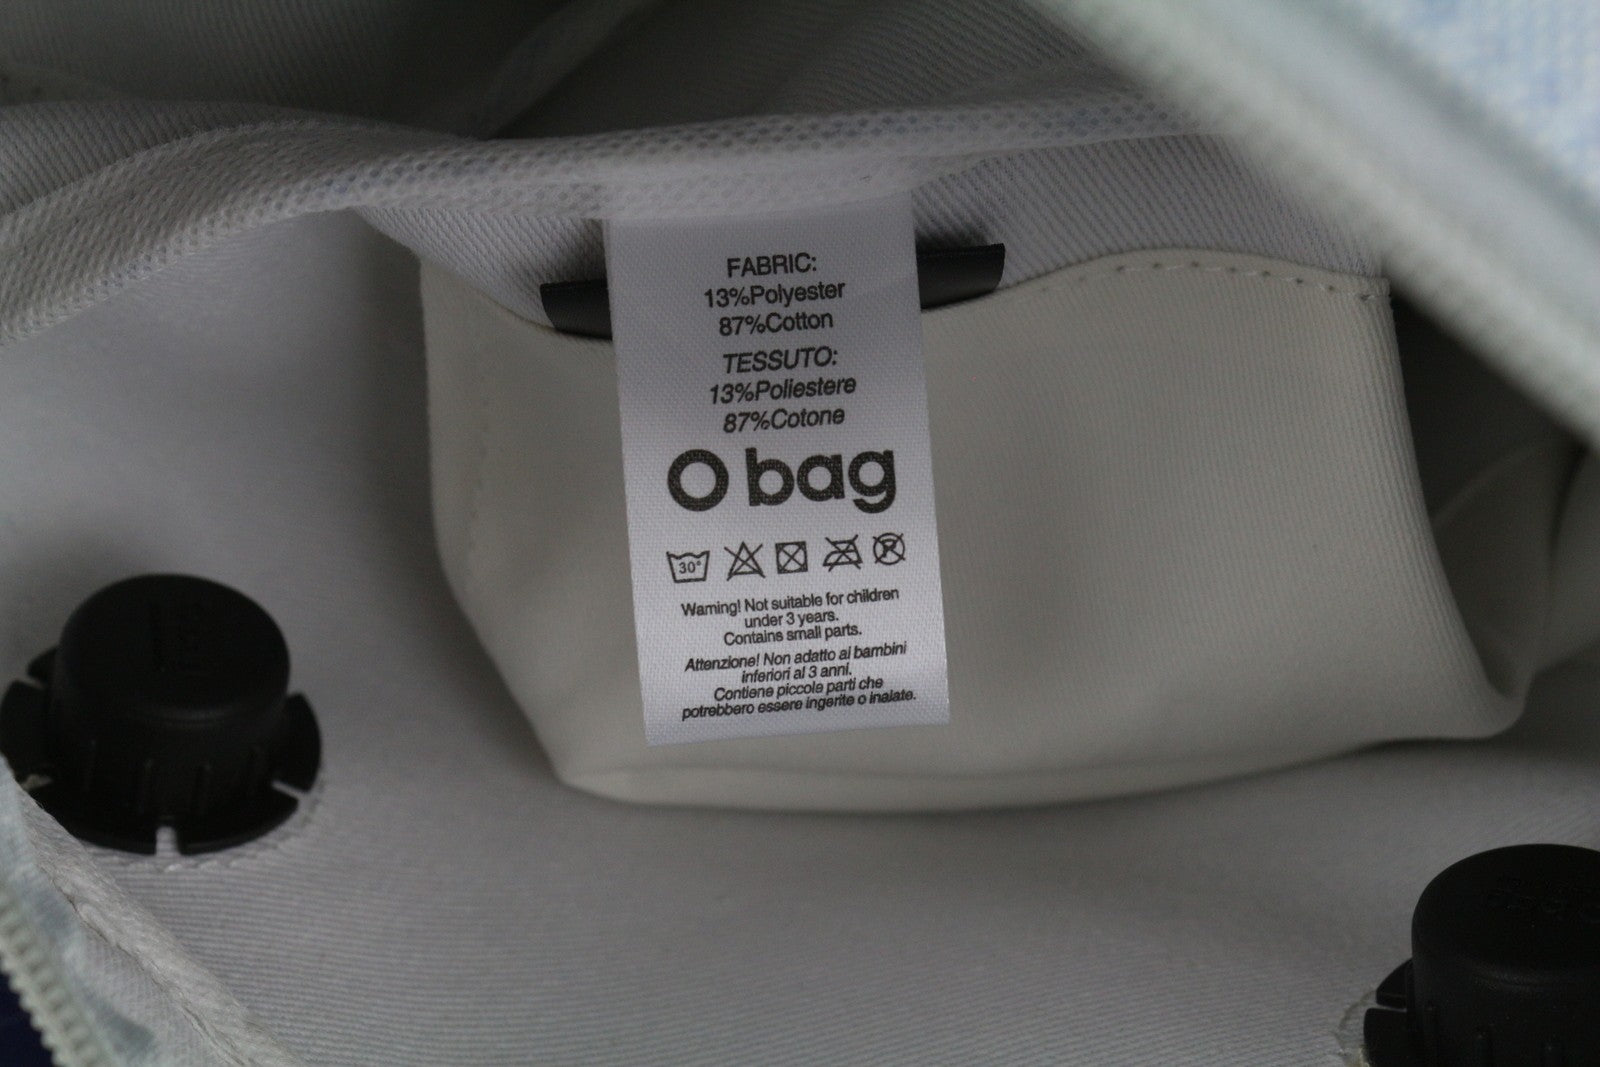 FABRIC:
13%Polyester
87%Cotton
TESSUTO:
13%Poliestere
87%Cotone
O bag
30°
Warning! Not suitable for children
under 3 years.
Contains small parts.
Attenzione! Non adatto ai bambini
inferiori ai 3 anni.
Contiene piccole parti che
potrebbero essere ingerite o inalate.